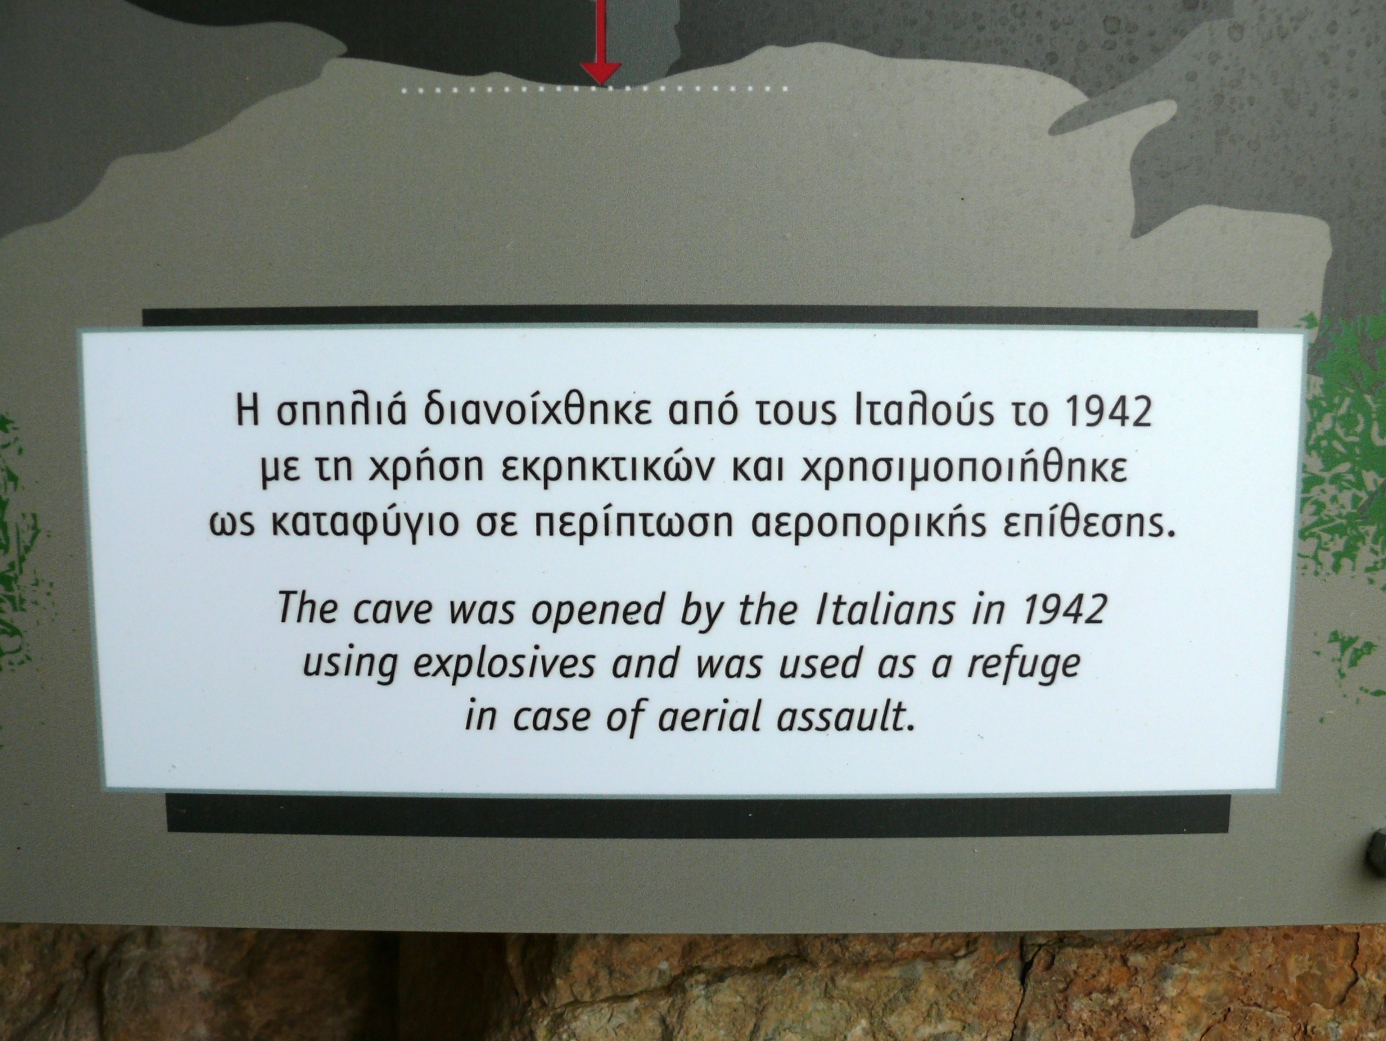 Η σπηλιά διανοίχθηκε από τους Ιταλούς το 1942
με τη χρήση εκρηκτικών και χρησιμοποιήθηκε
ως καταφύγιο σε περίπτωση αεροπορικής επίθεσης.
The cave was opened by the Italians in 1942
using explosives and was used as a refuge
in case of aerial assault.